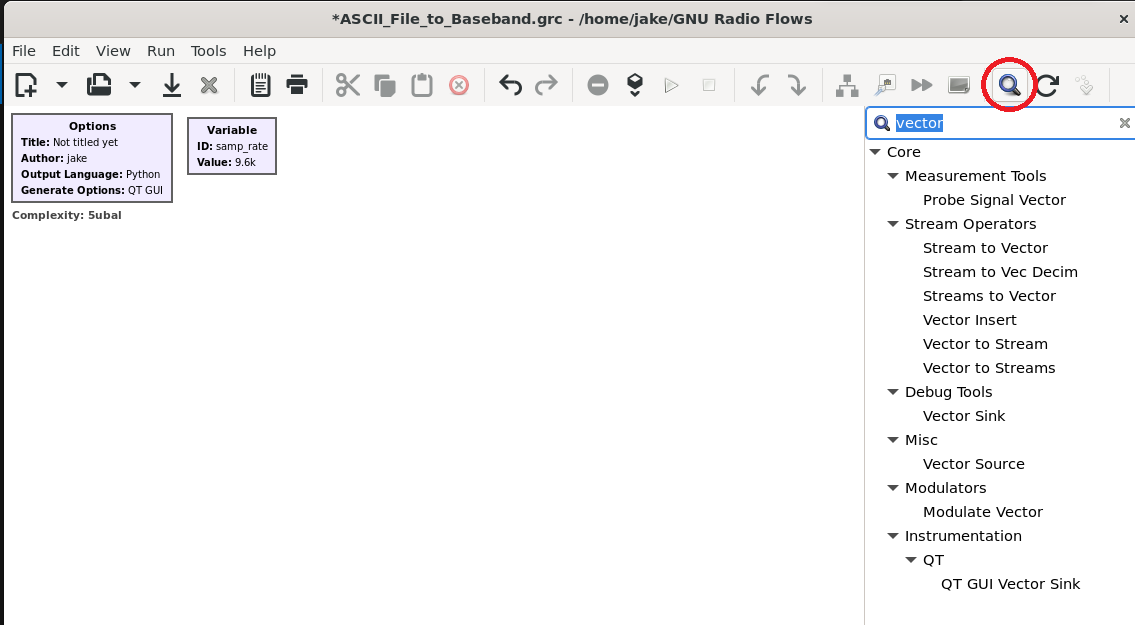 *ASCII_File_to_Baseband.grc - /home/jake/GNU Radio Flows
File Edit View Run Tools Help
Options
Title: Not titled yet
Author: jake
Output Language: Python
Generate Options: QT GUI
Complexity: 5ubal
Variable
ID: samp_rate
Value: 9.6k
vector
Core
Measurement Tools
Probe Signal Vector
Stream Operators
Stream to Vector
Stream to Vec Decim
Streams to Vector
Vector Insert
Vector to Stream
Vector to Streams
Debug Tools
Vector Sink
Misc
Vector Source
Modulators
Modulate Vector
Instrumentation
QT
QT GUI Vector Sink